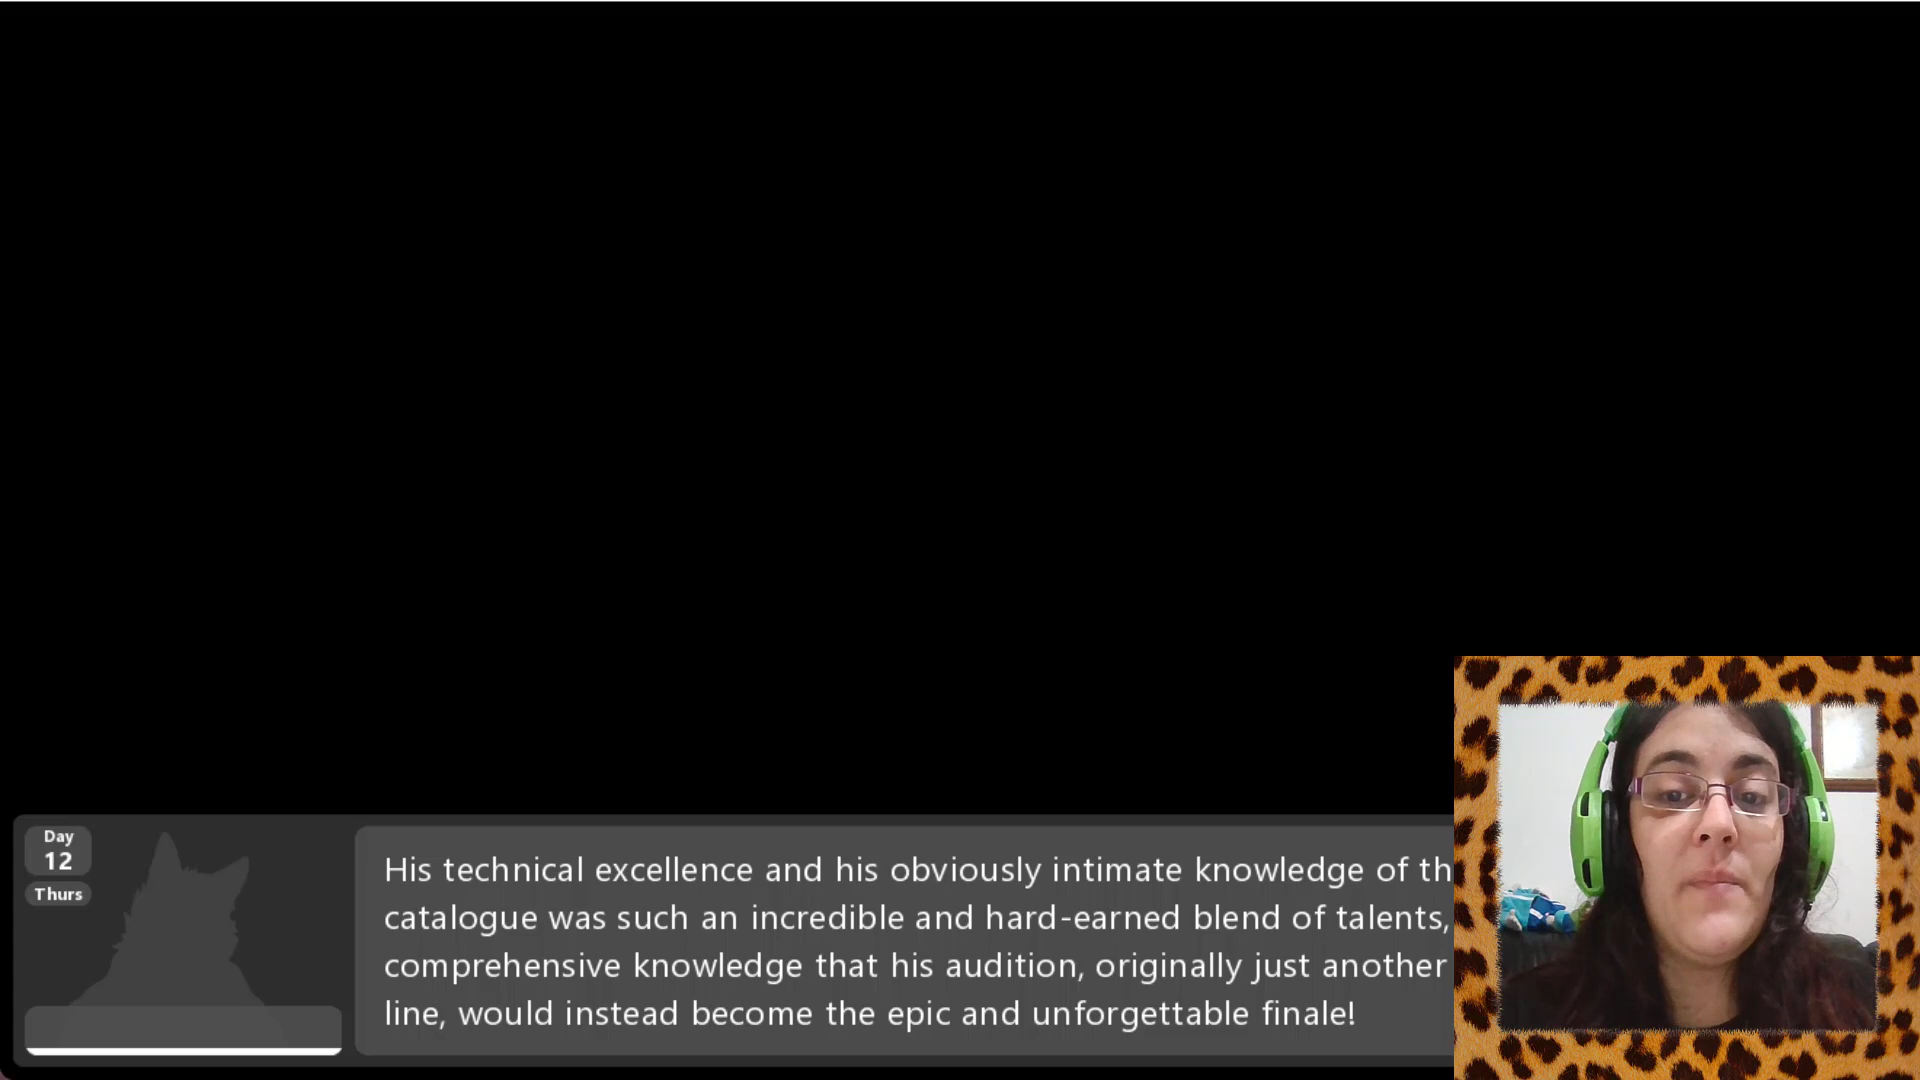 Day
12
Thurs
His technical excellence and his obviously intimate knowledge of th
catalogue was such an incredible and hard-earned blend of talents,
comprehensive knowledge that his audition, originally just another
line, would instead become the epic and unforgettable finale!